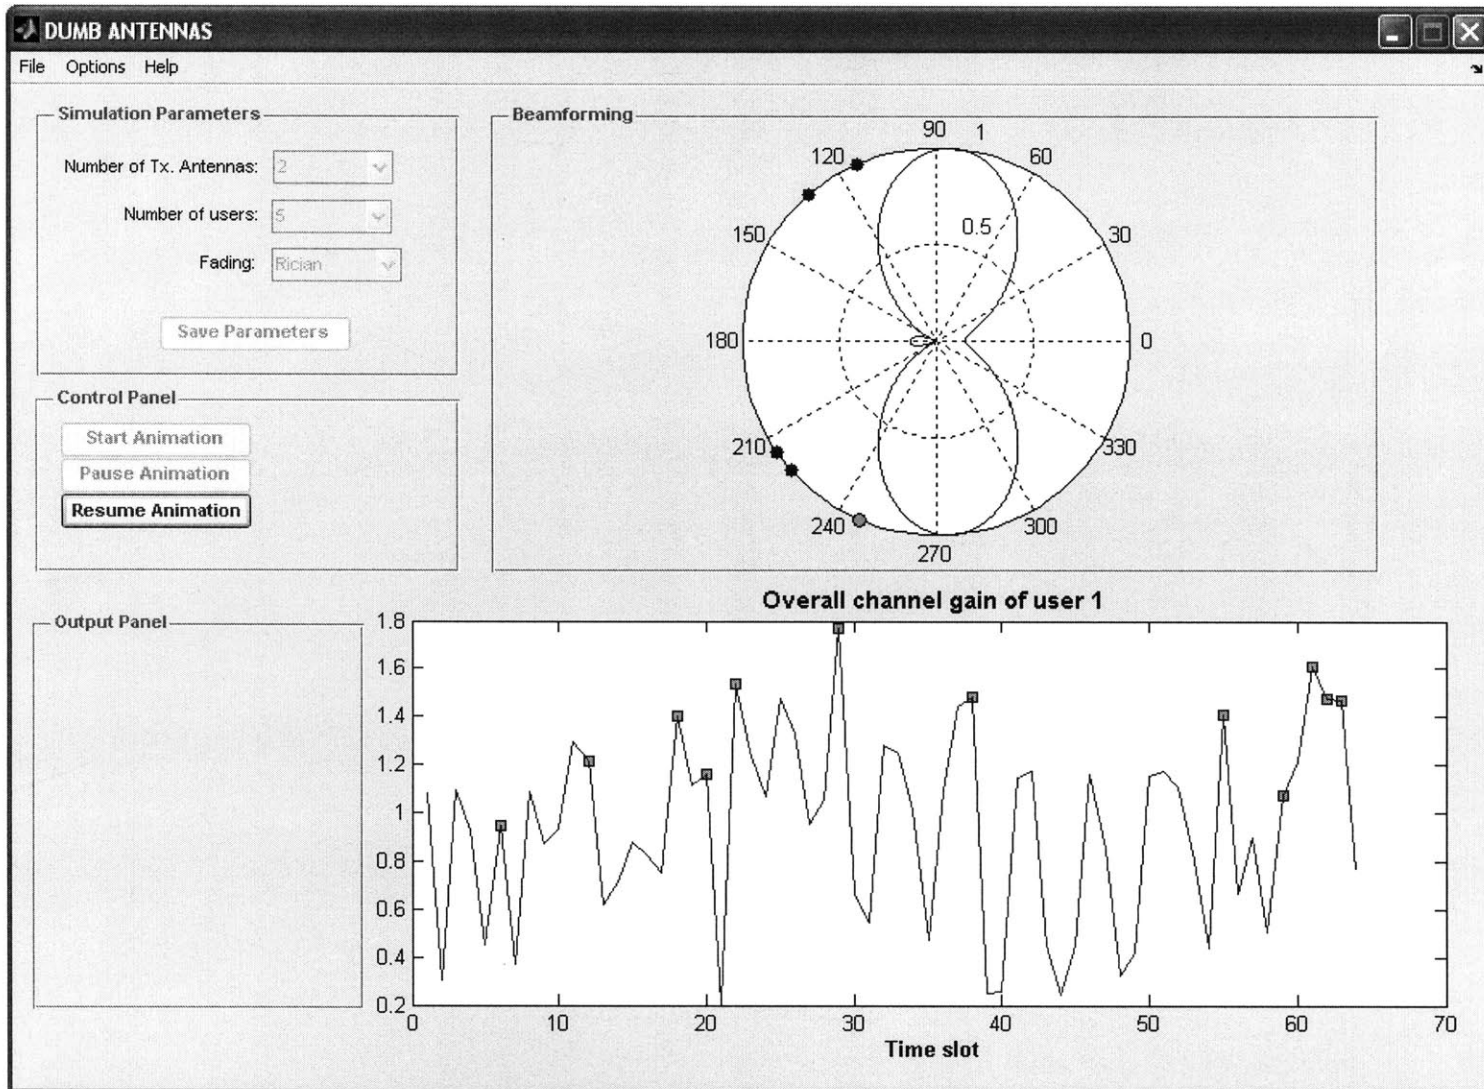 DUMB ANTENNAS
File Options Help
Simulation Parameters
Number of Tx. Antennas: 2
Number of users: 5
Fading: Rician
Save Parameters
Control Panel
Start Animation
Pause Animation
Resume Animation
Beamforming
90 1
120 60
0.5
150 30
180 0
210 330
240 300
270
Output Panel
Overall channel gain of user 1
1.8
1.6
1.4
1.2
1
0.8
0.6
0.4
0.2
0 10 20 30 40 50 60 70
Time slot